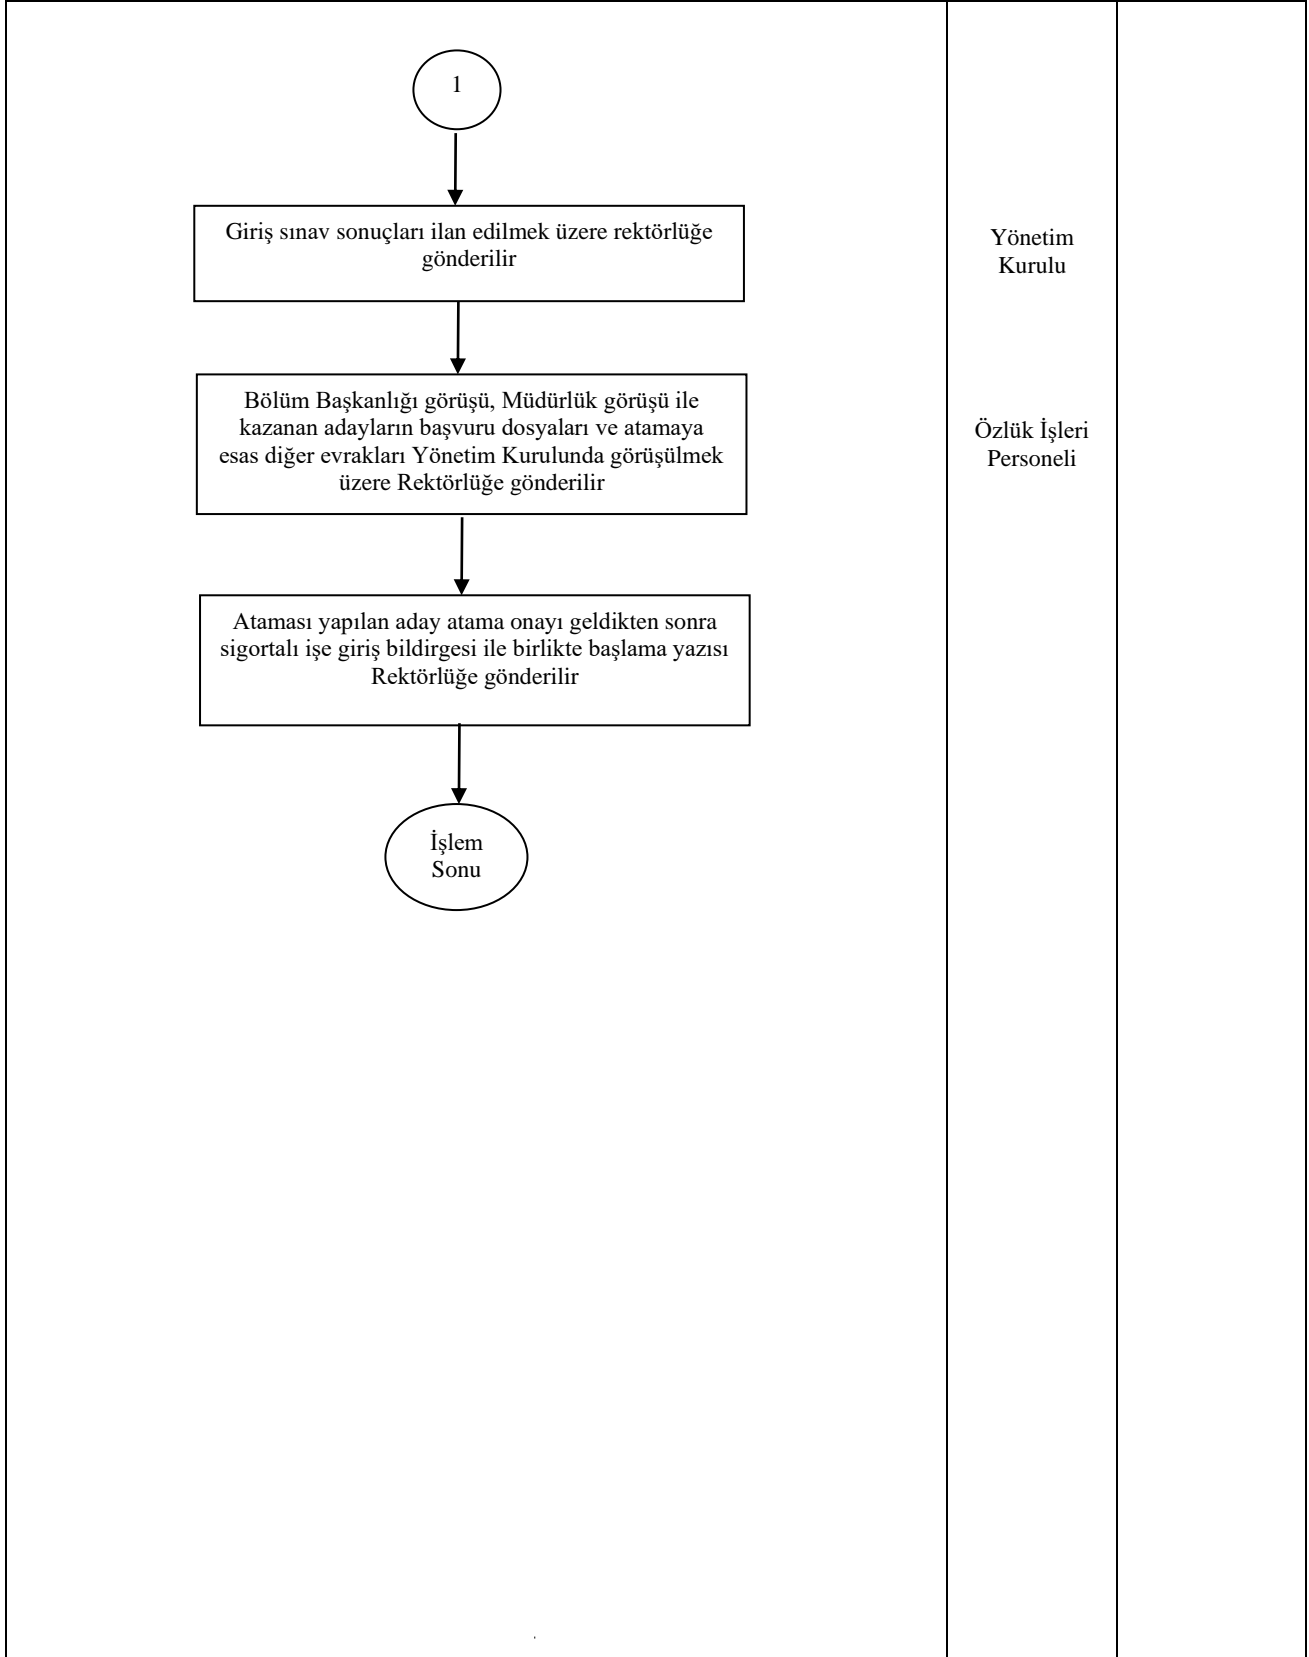 1
Giriş sınav sonuçları ilan edilmek üzere rektörlüğe
gönderilir
Yönetim
Kurulu
Bölüm Başkanlığı görüşü, Müdürlük görüşü ile
kazanan adayların başvuru dosyaları ve atamaya
esas diğer evrakları Yönetim Kurulunda görüşülmek
üzere Rektörlüğe gönderilir
Özlük İşleri
Personeli
Ataması yapılan aday atama onayı geldikten sonra
sigortalı işe giriş bildirgesi ile birlikte başlama yazısı
Rektörlüğe gönderilir
İşlem
Sonu